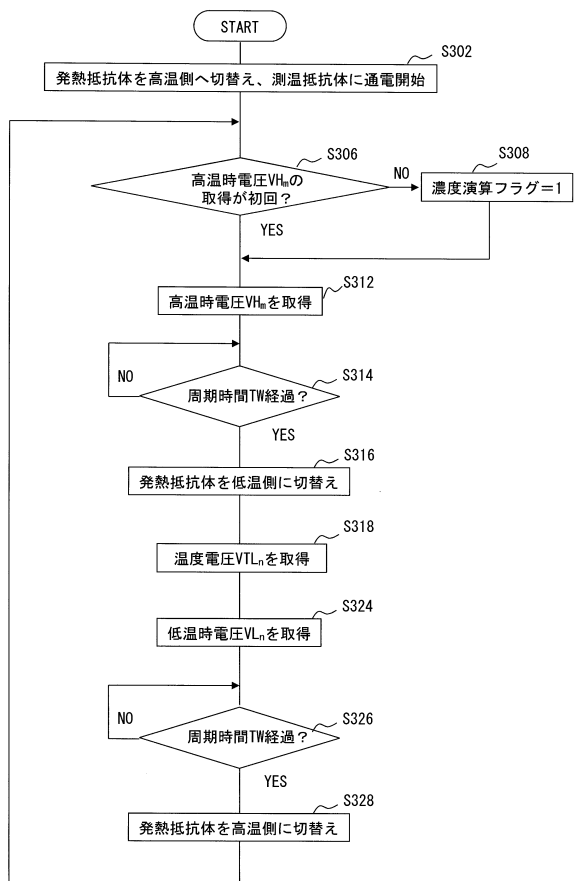 START
S302
発熱抵抗体を高温側へ切替え、測温抵抗体に通電開始
S306
高温時電圧VHmの
取得が初回？
NO
S308
濃度演算フラグ＝1
YES
S312
高温時電圧VHmを取得
NO
S314
周期時間TW経過？
YES
S316
発熱抵抗体を低温側に切替え
S318
温度電圧VTLnを取得
S324
低温時電圧VLnを取得
NO
S326
周期時間TW経過？
YES
S328
発熱抵抗体を高温側に切替え